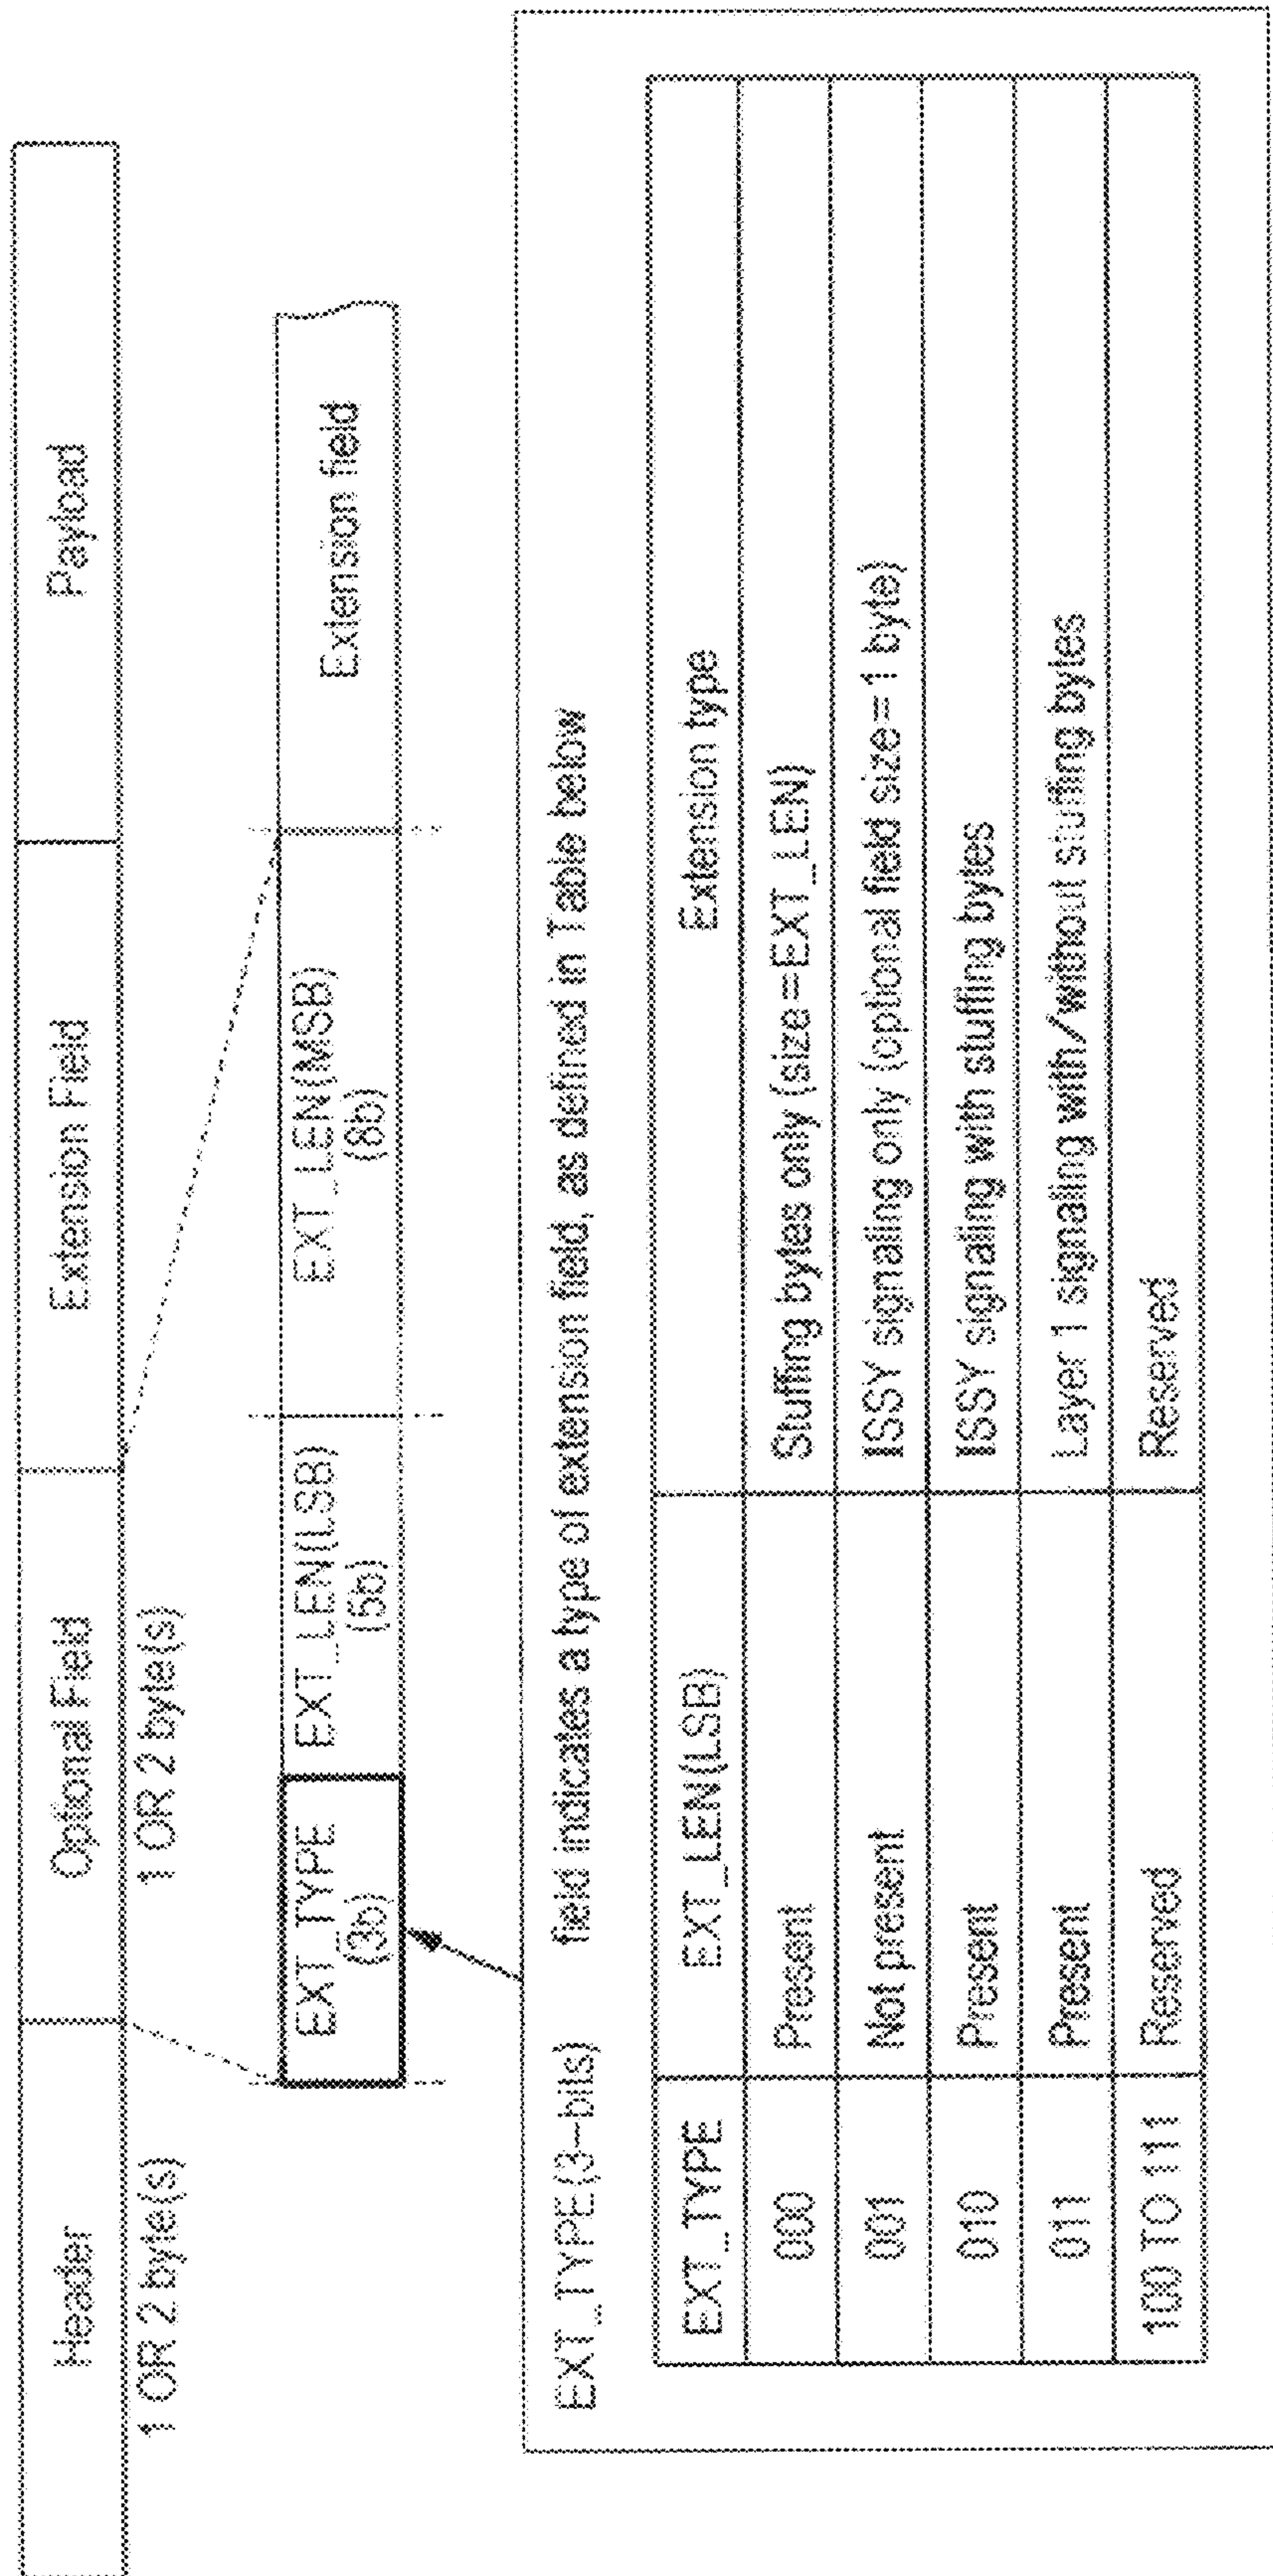 Header Optional Field Extension Field Payload
1 OR 2 byte(s) 1 OR 2 byte(s)
EXT_TYPE EXT_LEN(LSB) EXT_LEN(MSB) Extension field
(3b) (5b) (8b)
EXT_TYPE(3-bits) field indicates a type of extension field, as defined in Table below
EXT_TYPE EXT_LEN(LSB) Extension type
000 Present Stuffing bytes only (size=EXT_LEN)
001 Not present ISSY signaling only (optional field size=1 byte)
010 Present ISSY signaling with stuffing bytes
011 Present Layer 1 signaling with/without stuffing bytes
100 TO 111 Reserved Reserved